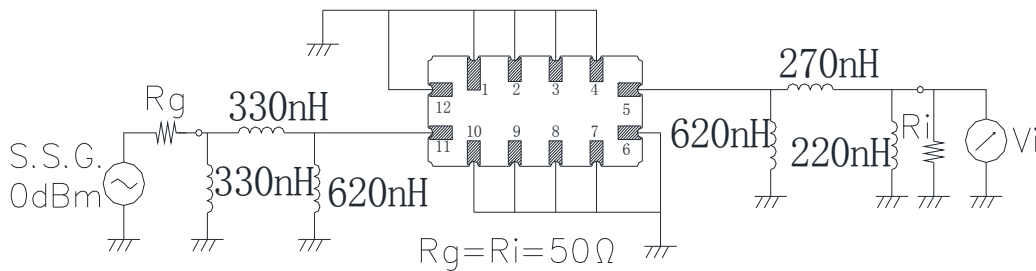 270nH
Rg
330nH
1
2
3
4
5
12
11
10
9
8
7
6
620nH
220nH
Ri
Vi
S.S.G.
0dBm
330nH
620nH
Rg=Ri=50Ω